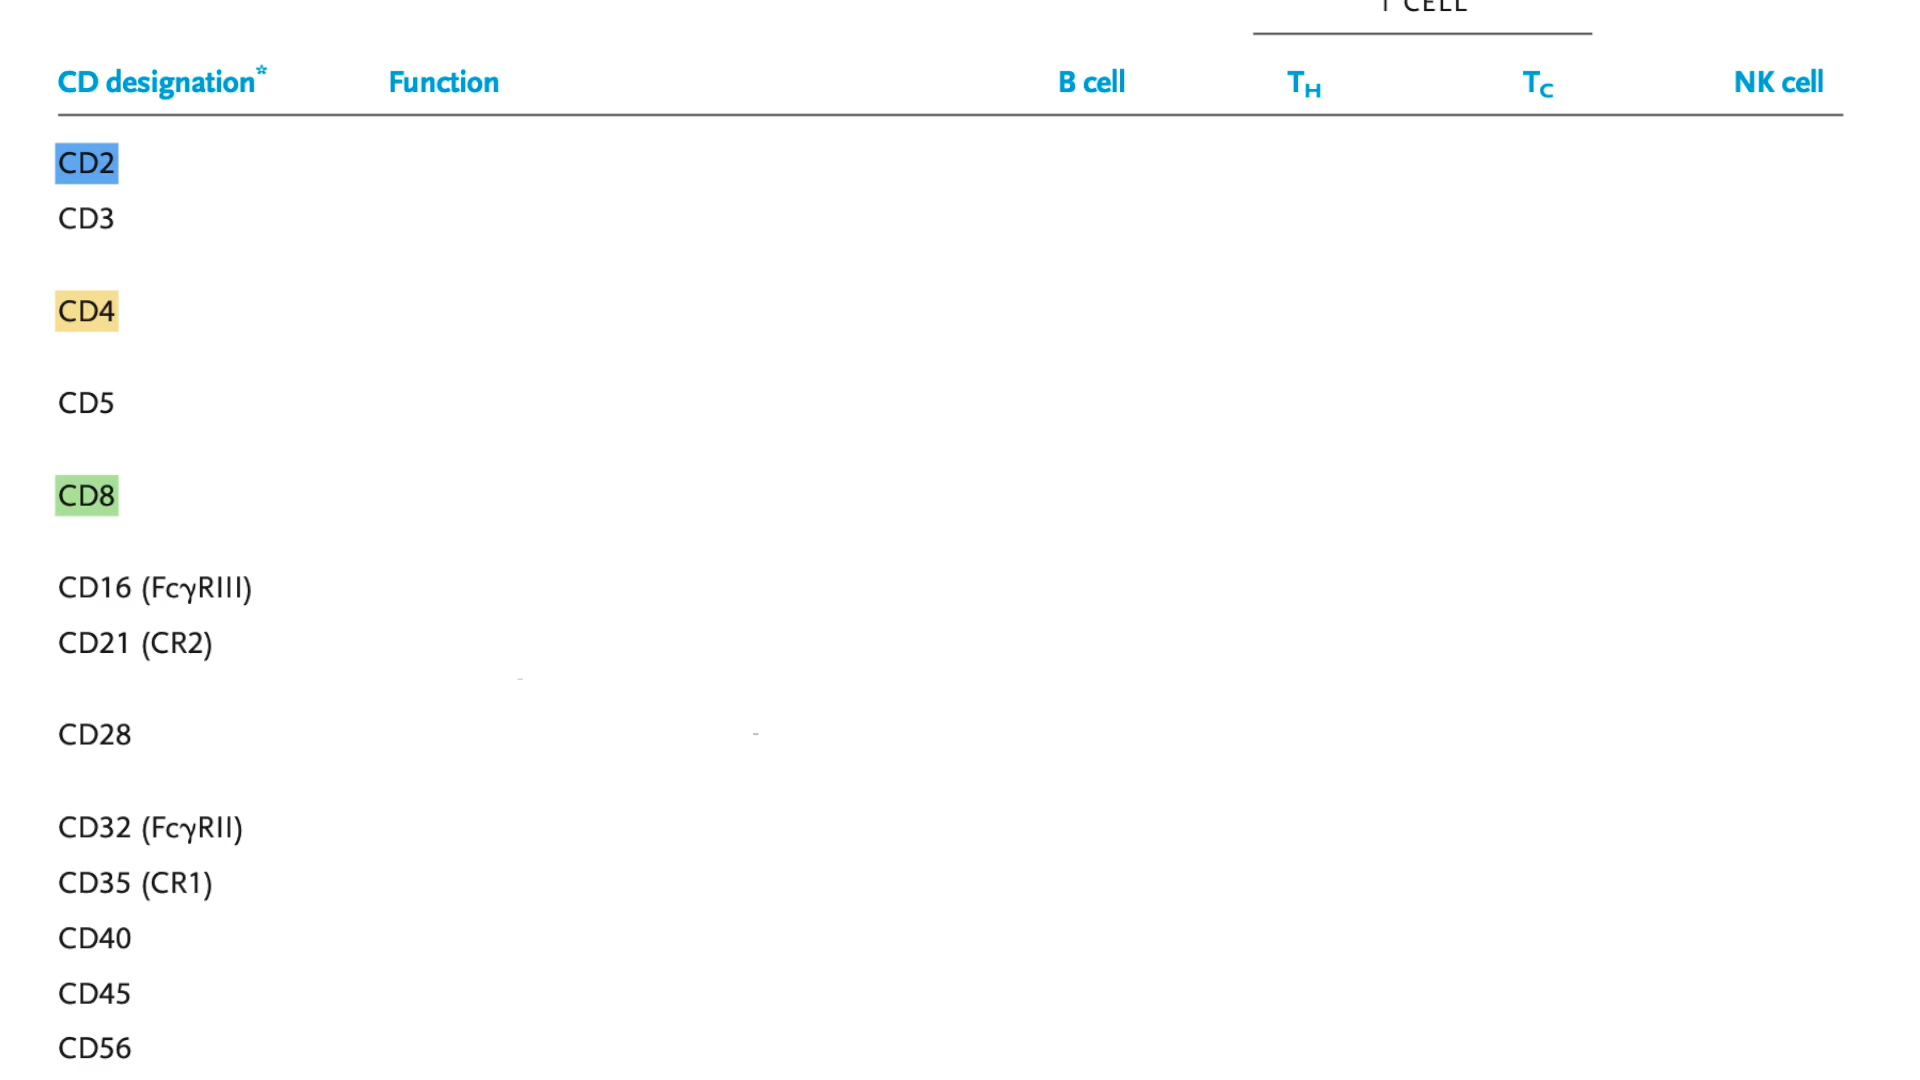 T CELL
CD designation* Function B cell TH TC NK cell
CD2
CD3
CD4
CD5
CD8
CD16 (FcγRIII)
CD21 (CR2)
CD28
CD32 (FcγRII)
CD35 (CR1)
CD40
CD45
CD56